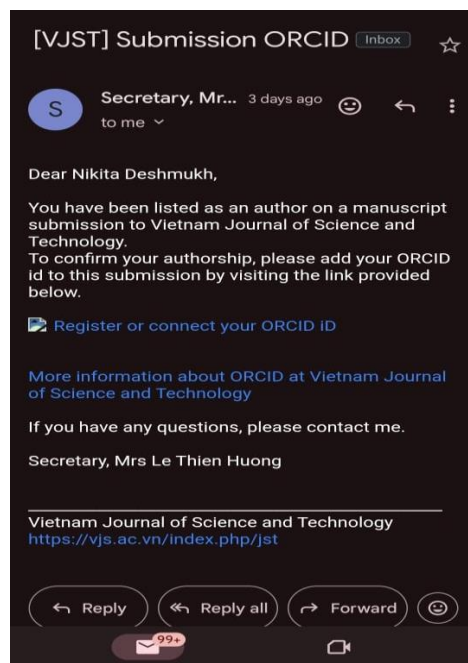 [VJST] Submission ORCID Inbox
S
Secretary, Mr... 3 days ago
to me
Dear Nikita Deshmukh,
You have been listed as an author on a manuscript
submission to Vietnam Journal of Science and
Technology.
To confirm your authorship, please add your ORCID
id to this submission by visiting the link provided
below.
Register or connect your ORCID iD
More information about ORCID at Vietnam Journal
of Science and Technology
If you have any questions, please contact me.
Secretary, Mrs Le Thien Huong
Vietnam Journal of Science and Technology
https://vjs.ac.vn/index.php/jst
Reply Reply all Forward
99+